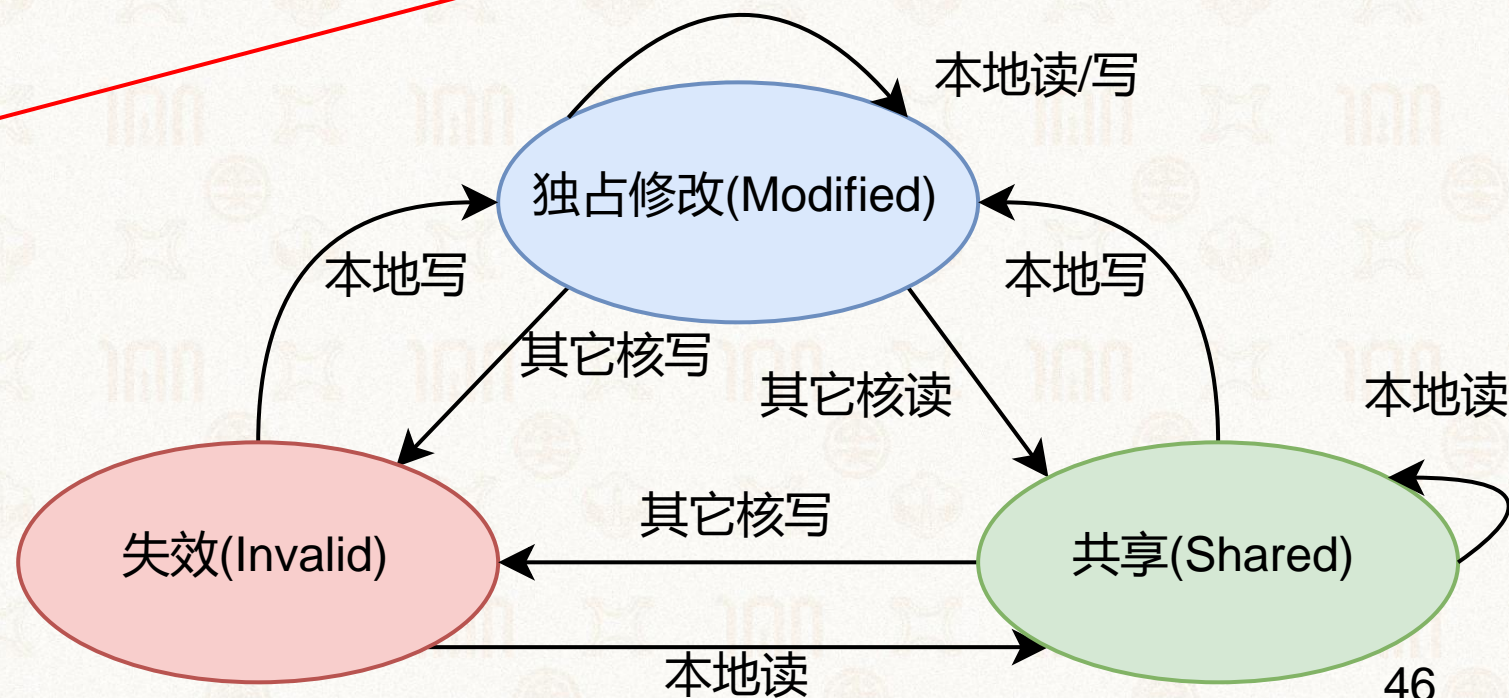 本地读/写
独占修改(Modified)
本地写
本地写
其它核写
其它核读
本地读
其它核写
失效(Invalid)
共享(Shared)
本地读
46